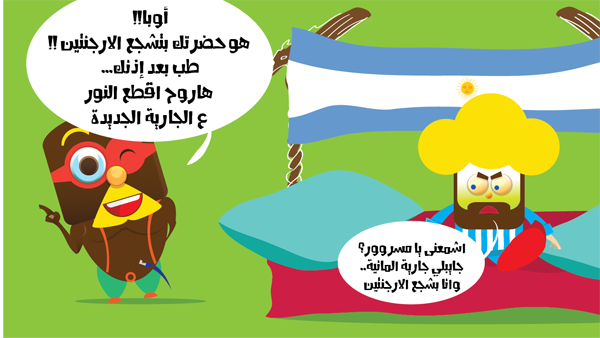 أوبا!!
هو حضرتك بتشجع الارجنتين !!
طب بعد إذنك...
هاروح اقطع النور
ع الجارية الجديدة
اشمعنى يا مسروور؟
جايبلي جارية المانية..
وانا بشجع الارجنتين